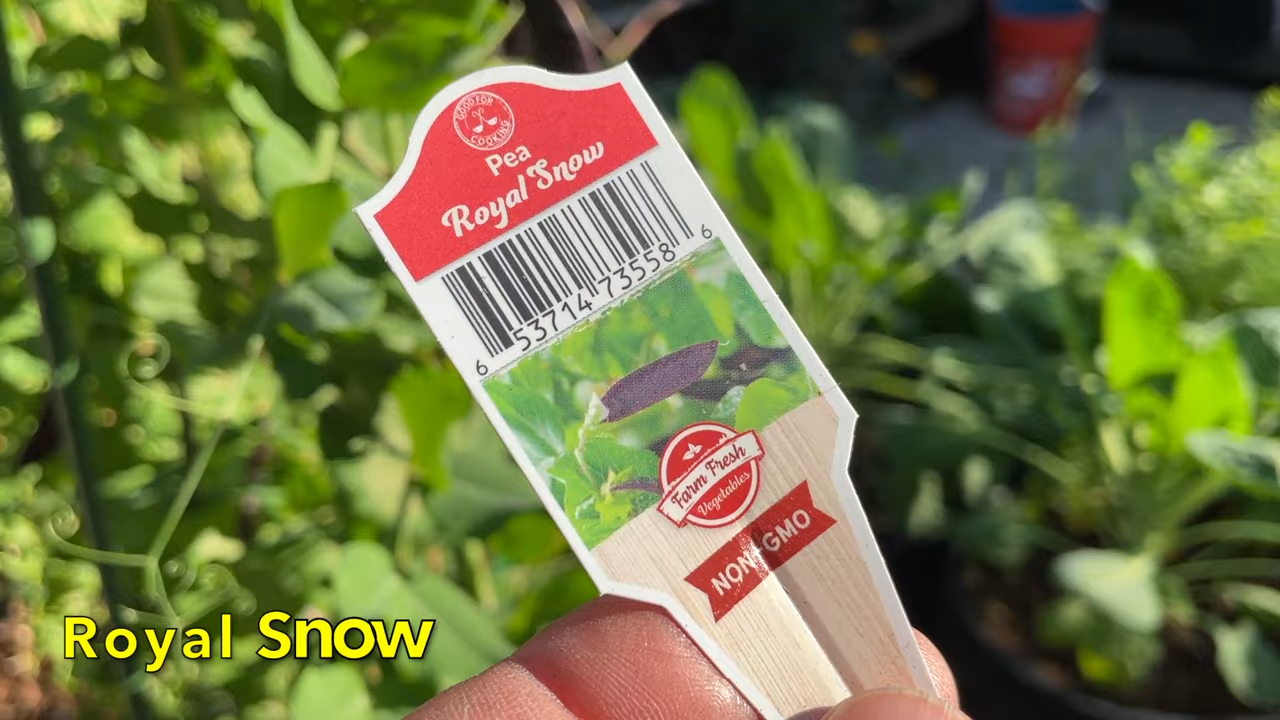 GOOD FOR
COOKING
Pea
Royal Snow
6 53714 73558 6
Farm Fresh
Vegetables
NON GMO
Royal Snow